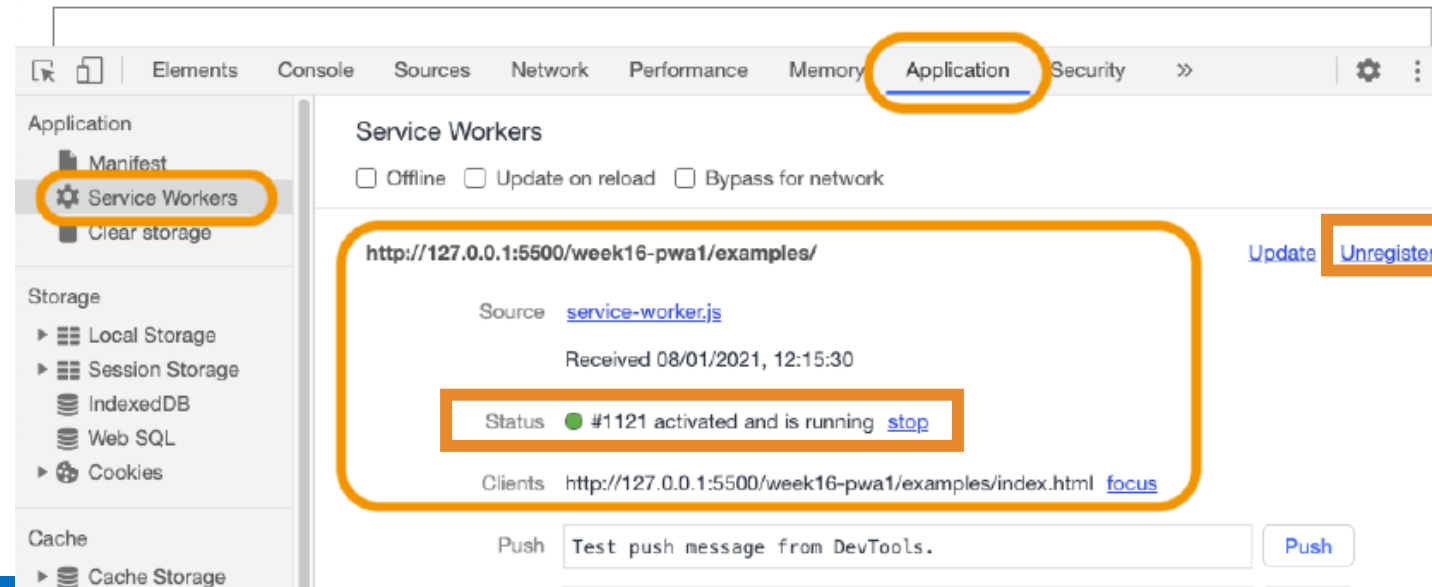 Elements Console Sources Network Performance Memory Application Security »
Application
Manifest
Service Workers
Clear storage
Storage
Local Storage
Session Storage
IndexedDB
Web SQL
Cookies
Cache
Cache Storage
Service Workers
Offline Update on reload Bypass for network
http://127.0.0.1:5500/week16-pwa1/examples/ Update Unregister
Source service-worker.js
Received 08/01/2021, 12:15:30
Status #1121 activated and is running stop
Clients http://127.0.0.1:5500/week16-pwa1/examples/index.html focus
Push Test push message from DevTools. Push